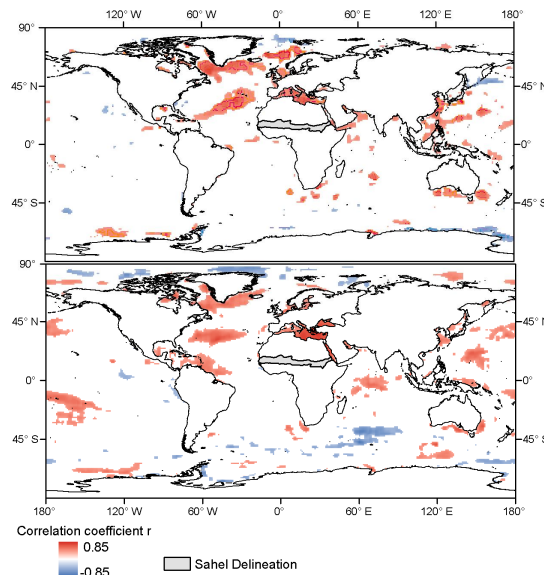 120° W 60° W 0° 60° E 120° E 180°
90°
45° N
0°
45° S
90°
45° N
0°
45° S
180° 120° W 60° W 0° 60° E 120° E 180°
Correlation coefficient r
0.85
-0.85
Sahel Delineation